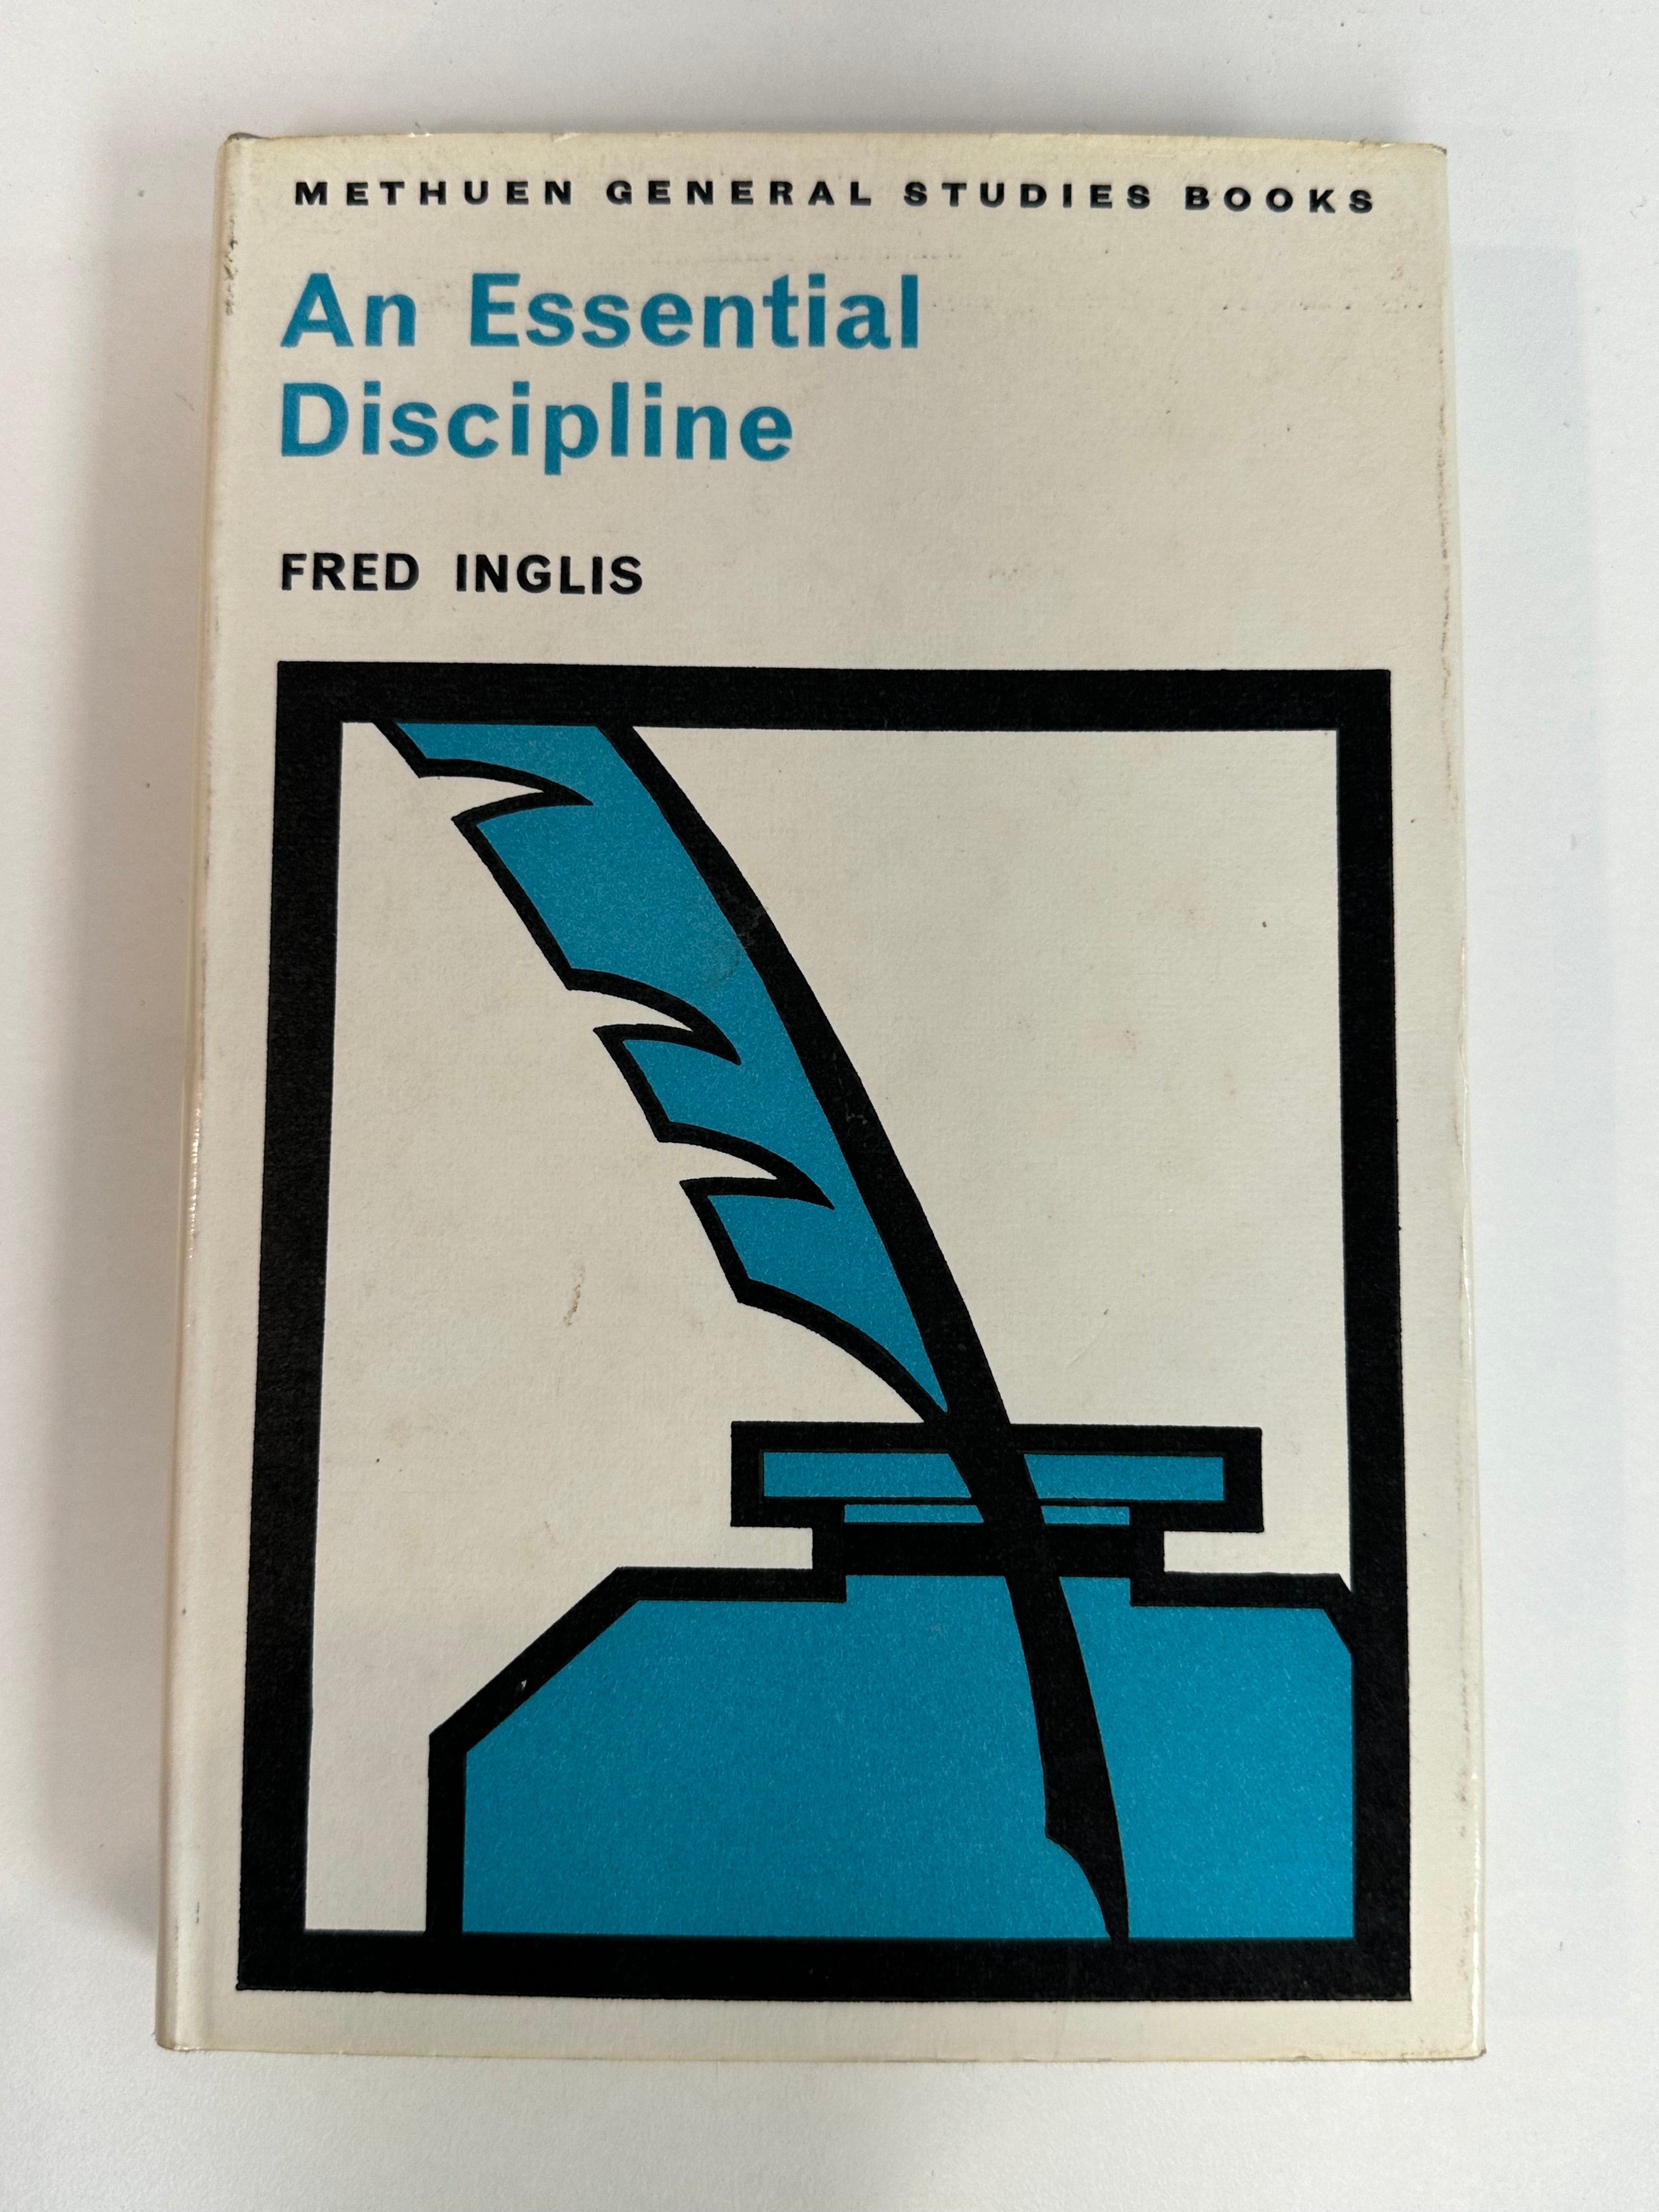 METHUEN GENERAL STUDIES BOOKS
An Essential
Discipline
FRED INGLIS